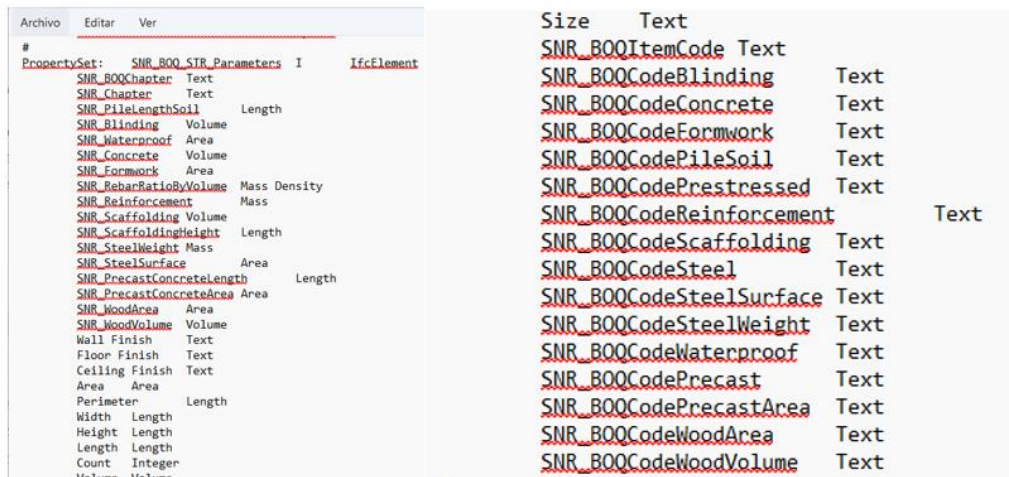 Archivo Editar Ver
#
PropertySet: SNR_BOQ_STR_Parameters I IfcElement
SNR_BOQChapter Text
SNR_Chapter Text
SNR_PileLengthSoil Length
SNR_Blinding Volume
SNR_Waterproof Area
SNR_Concrete Volume
SNR_Formwork Area
SNR_RebarRatioByVolume Mass Density
SNR_Reinforcement Mass
SNR_Scaffolding Volume
SNR_ScaffoldingHeight Length
SNR_SteelWeight Mass
SNR_SteelSurface Area
SNR_PrecastConcreteLength Length
SNR_PrecastConcreteArea Area
SNR_WoodArea Area
SNR_WoodVolume Volume
Wall Finish Text
Floor Finish Text
Ceiling Finish Text
Area Area
Perimeter Length
Width Length
Height Length
Length Length
Count Integer
Volume Volume
Size Text
SNR_BOQItemCode Text
SNR_BOQCodeBlinding Text
SNR_BOQCodeConcrete Text
SNR_BOQCodeFormwork Text
SNR_BOQCodePileSoil Text
SNR_BOQCodePrestressed Text
SNR_BOQCodeReinforcement Text
SNR_BOQCodeScaffolding Text
SNR_BOQCodeSteel Text
SNR_BOQCodeSteelSurface Text
SNR_BOQCodeSteelWeight Text
SNR_BOQCodeWaterproof Text
SNR_BOQCodePrecast Text
SNR_BOQCodePrecastArea Text
SNR_BOQCodeWoodArea Text
SNR_BOQCodeWoodVolume Text